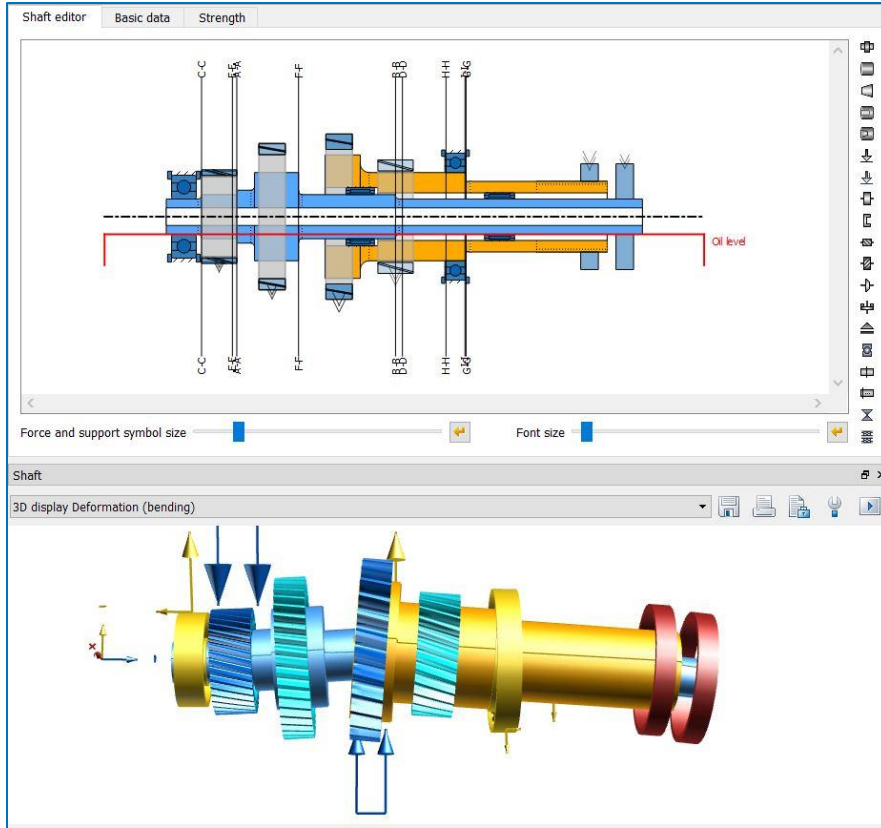 Shaft editor
Basic data
Strength
C-C
A-A
F-F
B-B
D-D
H-H
Oil level
C-C
A-A
F-F
B-B
D-D
H-H
Force and support symbol size
Font size
Shaft
3D display Deformation (bending)
x